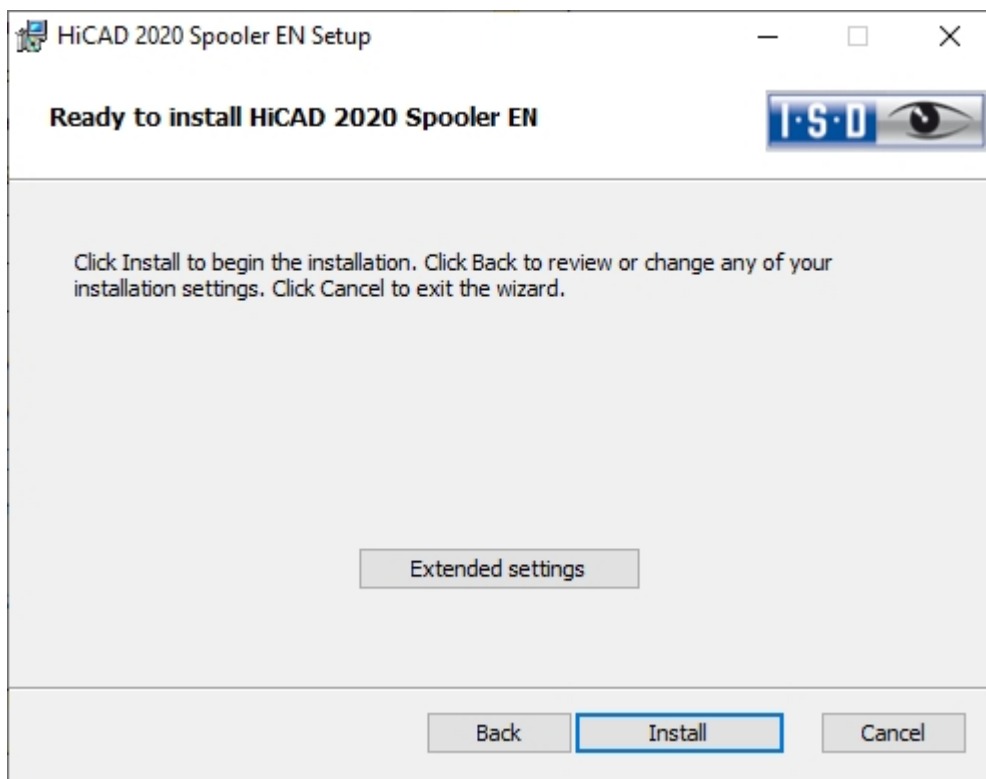 HiCAD 2020 Spooler EN Setup
Ready to install HiCAD 2020 Spooler EN
I·S·D
Click Install to begin the installation. Click Back to review or change any of your
installation settings. Click Cancel to exit the wizard.
Extended settings
Back
Install
Cancel